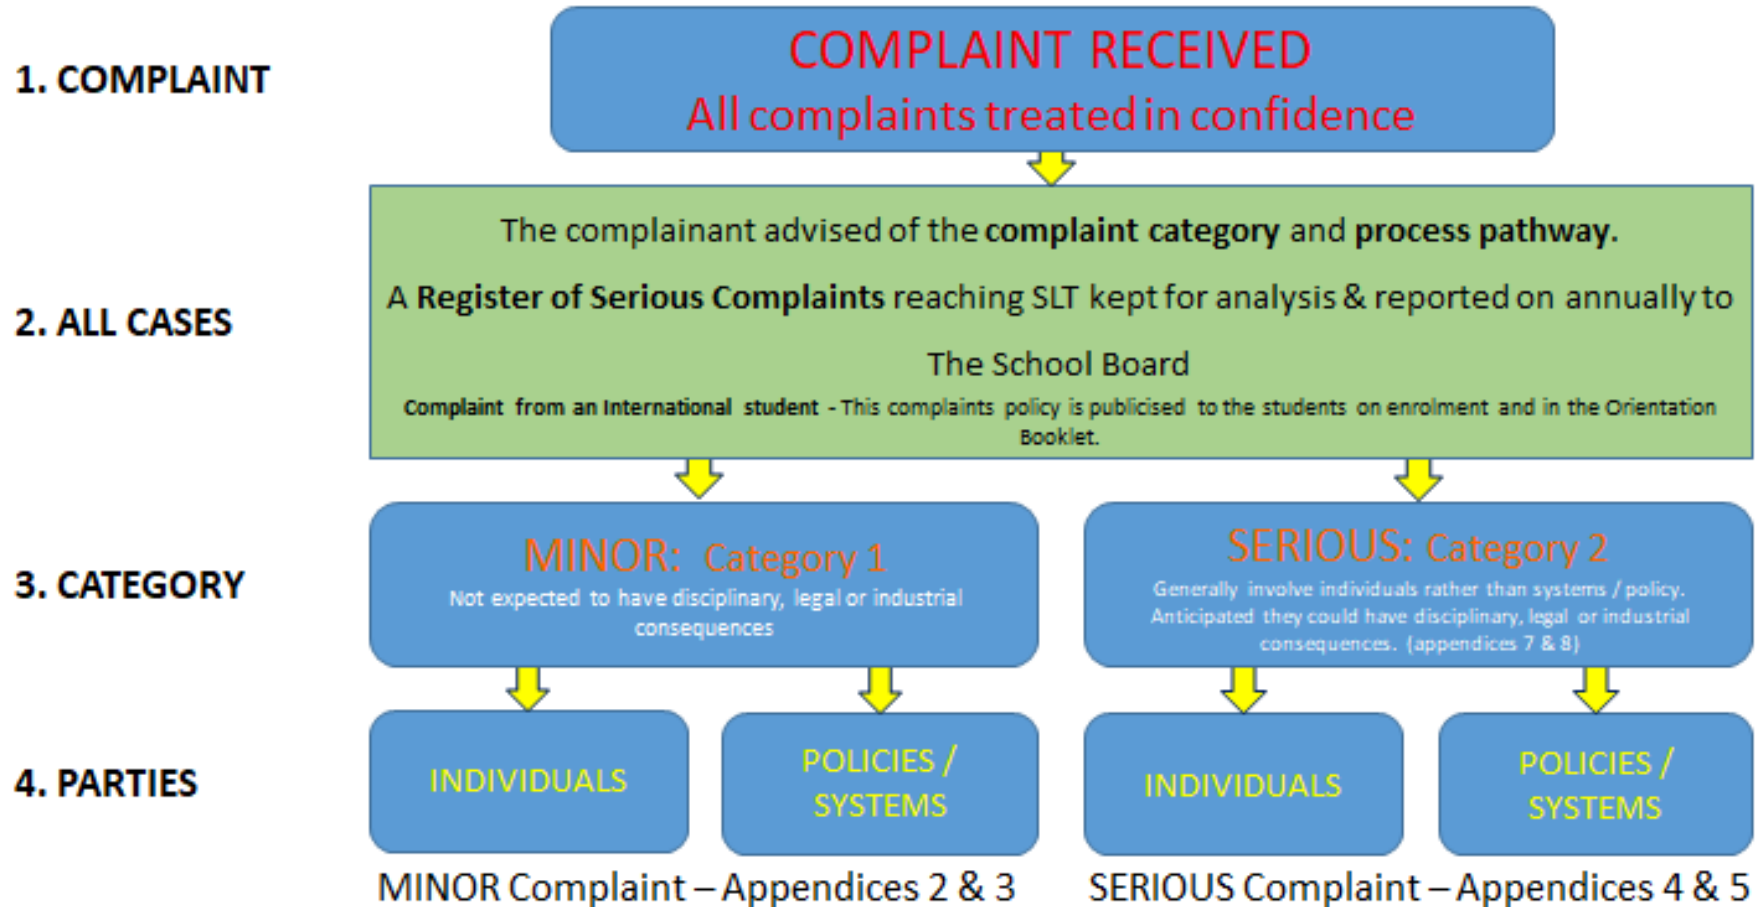 1. COMPLAINT
COMPLAINT RECEIVED
All complaints treated in confidence
2. ALL CASES
The complainant advised of the complaint category and process pathway.
A Register of Serious Complaints reaching SLT kept for analysis & reported on annually to
The School Board
Complaint from an International student - This complaints policy is publicised to the students on enrolment and in the Orientation
Booklet.
3. CATEGORY
MINOR: Category 1
Not expected to have disciplinary, legal or industrial
consequences
SERIOUS: Category 2
Generally involve individuals rather than systems / policy.
Anticipated they could have disciplinary, legal or industrial
consequences. (appendices 7 & 8)
4. PARTIES
INDIVIDUALS
POLICIES /
SYSTEMS
INDIVIDUALS
POLICIES /
SYSTEMS
MINOR Complaint – Appendices 2 & 3
SERIOUS Complaint – Appendices 4 & 5